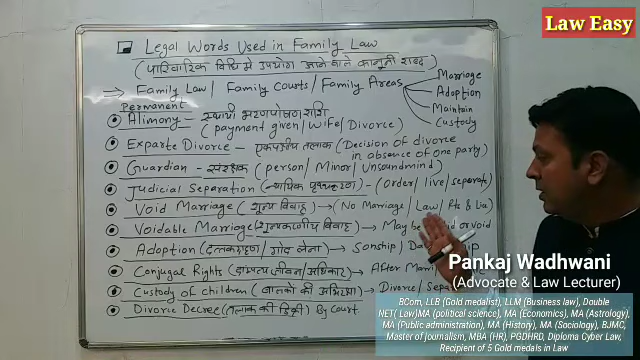 Law Easy
Legal Words Used in Family Law
(पारिवारिक विधि मे उपयोग आने वाले कानूनी शब्द)
→ Family Law / Family Courts / Family Areas
Marriage
Adoption
Maintain
Custody
Permanent
Alimony - स्थायी भरणपोषण राशि
(payment given / Wife / Divorce)
Exparte Divorce - एकपक्षीय तलाक (Decision of divorce
in absence of one party)
Guardian - संरक्षक (person / Minor / Unsoundmind)
Judicial Separation (न्यायिक पृथक्करण) - (Order / live / seperate)
Void Marriage (शून्य विवाह) → (No Marriage / Law / & Lia)
Voidable Marriage (शून्यकरणीय विवाह) → May be or void
Adoption (दत्तकग्रहण / गोद लेना) → Sonship /
Conjugal Rights (दाम्पत्य जीवन / अधिकार) → After
Custody of children (बालकों की अभिरक्षा) → Divorce /
Divorce Decree (तलाक की डिक्री) By Court
Pankaj Wadhwani
(Advocate & Law Lecturer)
BCom, LLB (Gold medalist), LLM (Business law), Double
NET( Law)MA (political science), MA (Economics), MA (Astrology),
MA (Public administration), MA (History), MA (Sociology), BJMC,
Master of journalism, MBA (HR), PGDHRD, Diploma Cyber Law,
Recipient of 5 Gold medals in Law